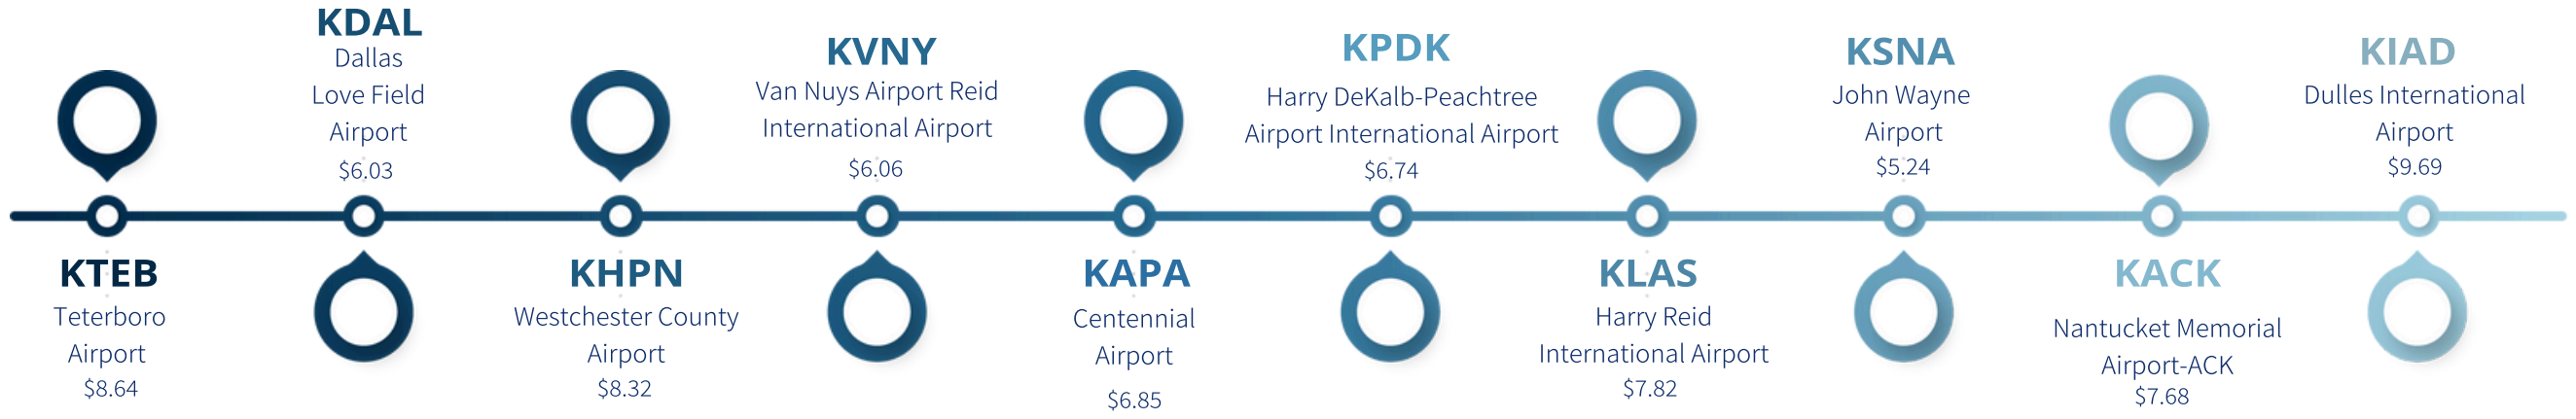 KTEB
Teterboro
Airport
$8.64
KDAL
Dallas
Love Field
Airport
$6.03
KHPN
Westchester County
Airport
$8.32
KVNY
Van Nuys Airport Reid
International Airport
$6.06
KAPA
Centennial
Airport
$6.85
KPDK
Harry DeKalb-Peachtree
Airport International Airport
$6.74
KLAS
Harry Reid
International Airport
$7.82
KSNA
John Wayne
Airport
$5.24
KACK
Nantucket Memorial
Airport-ACK
$7.68
KIAD
Dulles International
Airport
$9.69